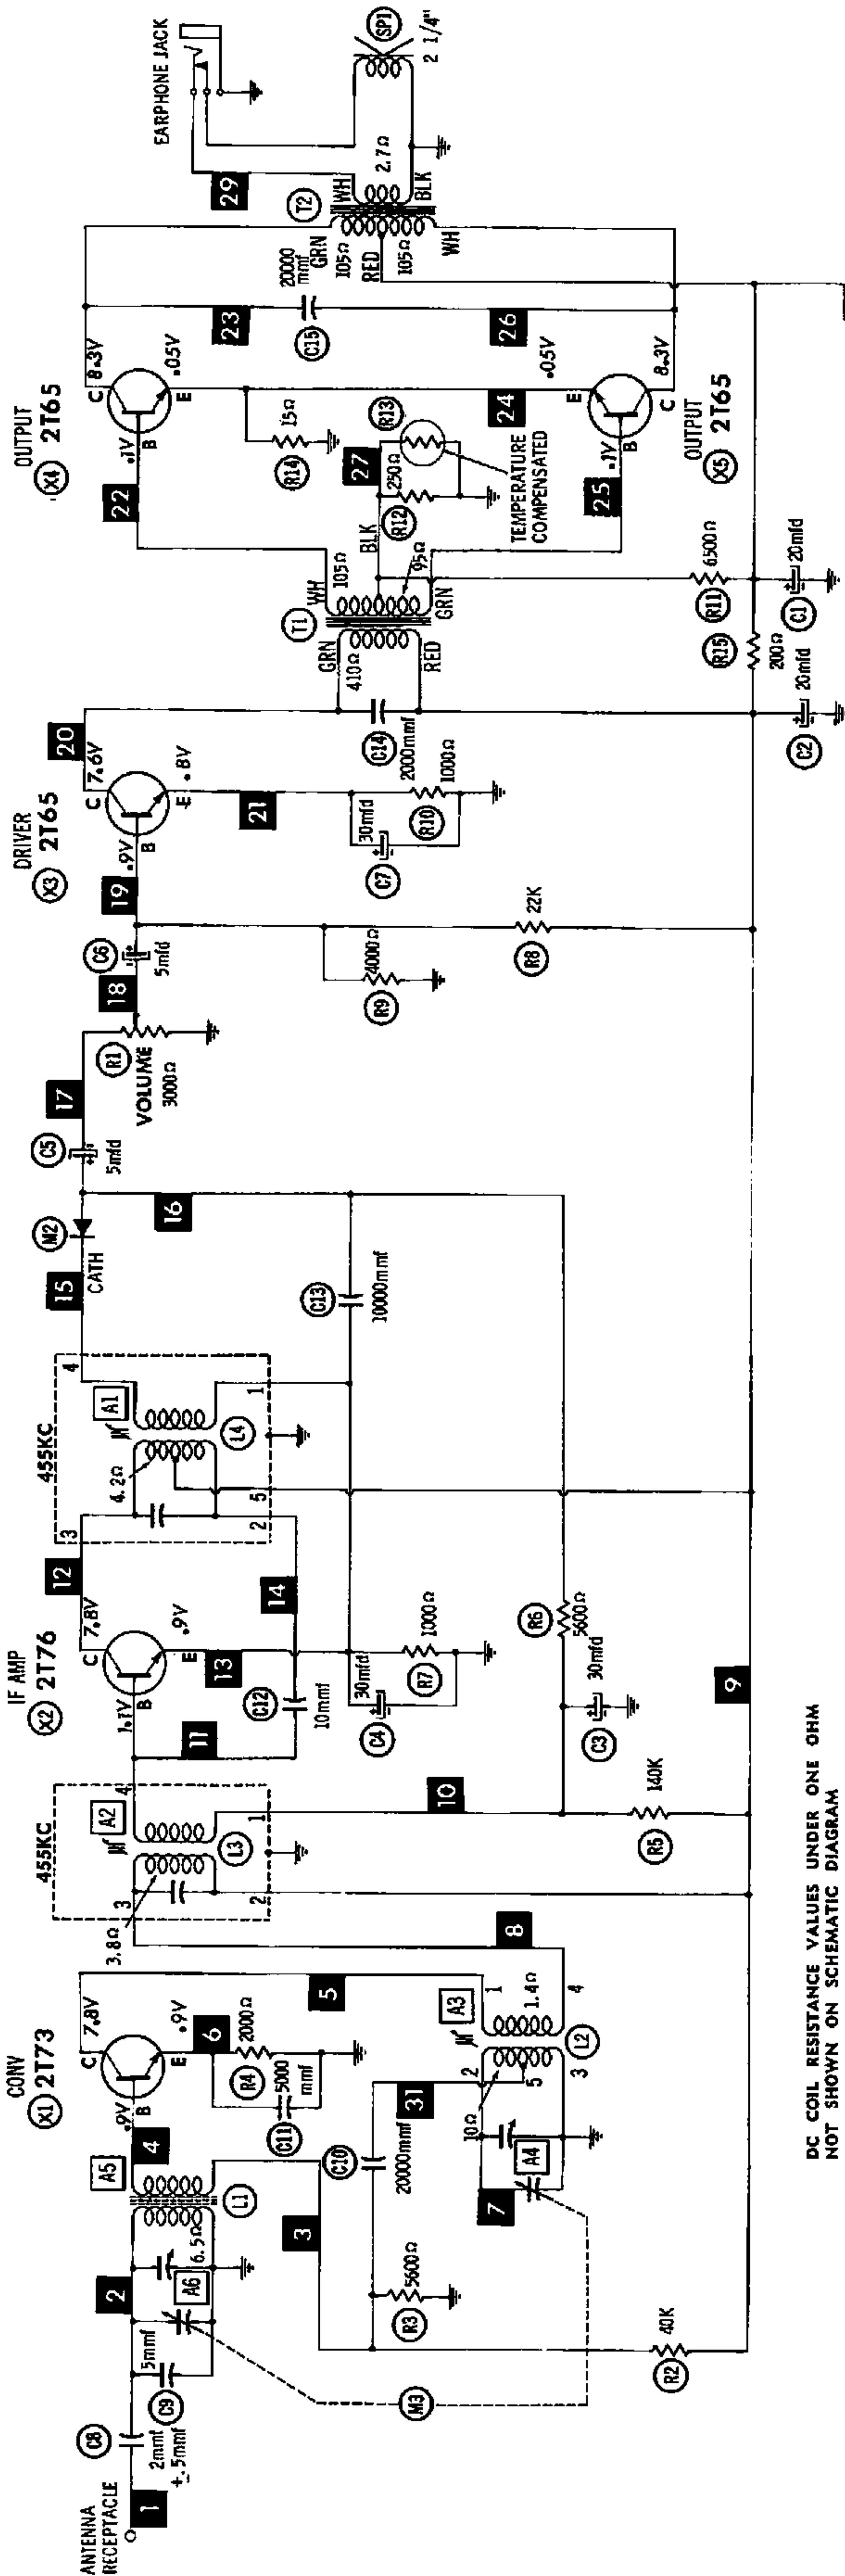 ANTENNA
RECEPTACLE
1
C8
2mmf
±.5mmf
C9
5mmf
2
A6
6.5Ω
A5
L1
CONV
X1 2T73
.9V
B
4
C
7.8V
E
.9V
6
R4
2000Ω
C11
5000
mmf
3
C10
20000mmf
R3
5600Ω
R2
40K
M3
5
7
A4
31
10Ω
2
5
3
A3
1
1.4Ω
4
L2
8
455KC
3.8Ω
3
2
A2
4
1
L3
IF AMP
X2 2T76
1.1V
B
11
C
7.8V
E
.9V
13
C12
10mmf
14
12
10
R5
140K
C3
30mfd
R6
5600Ω
C4
30mfd
R7
1000Ω
9
455KC
3
4.2Ω
2
5
A1
4
1
L4
15
CATH
M2
16
C13
10000mmf
C5
5mfd
17
R1
VOLUME
3000Ω
18
C6
5mfd
19
R9
4000Ω
R8
22K
DRIVER
X3 2T65
.9V
B
C
7.6V
E
.8V
20
21
C7
30mfd
R10
1000Ω
C14
2000mmf
410Ω
GRN
RED
T1
WH
105Ω
95Ω
GRN
BLK
C2
20mfd
R15
200Ω
R11
6500Ω
C1
20mfd
22
25
27
R12
250Ω
R13
TEMPERATURE
COMPENSATED
R14
15Ω
OUTPUT
X4 2T65
.1V
B
C
8.3V
E
.05V
24
OUTPUT
X5 2T65
.1V
B
E
.05V
C
8.3V
23
C15
20000
mmf
26
GRN
105Ω
RED
105Ω
WH
T2
WH
2.7Ω
BLK
29
EARPHONE JACK
SP1
2 1/4"
DC COIL RESISTANCE VALUES UNDER ONE OHM
NOT SHOWN ON SCHEMATIC DIAGRAM